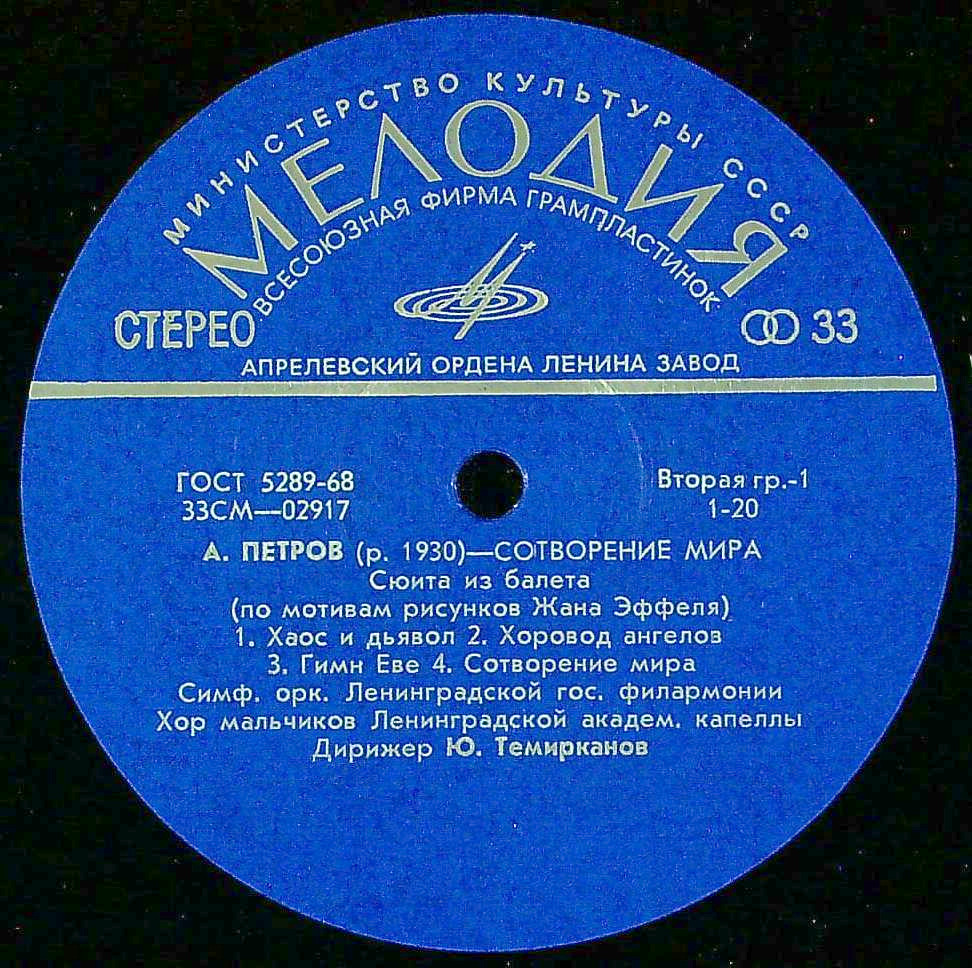 МИНИСТЕРСТВО КУЛЬТУРЫ СССР
МЕЛОДИЯ
ВСЕСОЮЗНАЯ ФИРМА ГРАМПЛАСТИНОК
СТЕРЕО
33
АПРЕЛЕВСКИЙ ОРДЕНА ЛЕНИНА ЗАВОД
ГОСТ 5289-68
Вторая гр.-1
33СМ—02917
1-20
А. ПЕТРОВ (р. 1930)—СОТВОРЕНИЕ МИРА
Сюита из балета
(по мотивам рисунков Жана Эффеля)
1. Хаос и дьявол 2. Хоровод ангелов
3. Гимн Еве 4. Сотворение мира
Симф. орк. Ленинградской гос. филармонии
Хор мальчиков Ленинградской академ. капеллы
Дирижер Ю. Темирканов